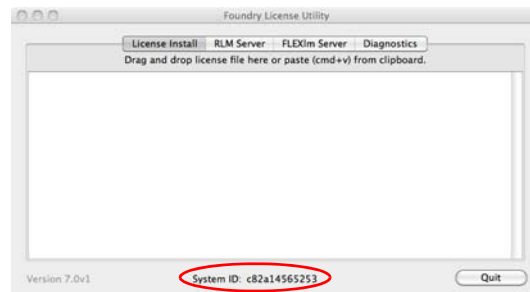 Foundry License Utility
License Install RLM Server FLEXlm Server Diagnostics
Drag and drop license file here or paste (cmd+v) from clipboard.
Version 7.0v1 System ID: c82a14565253 Quit